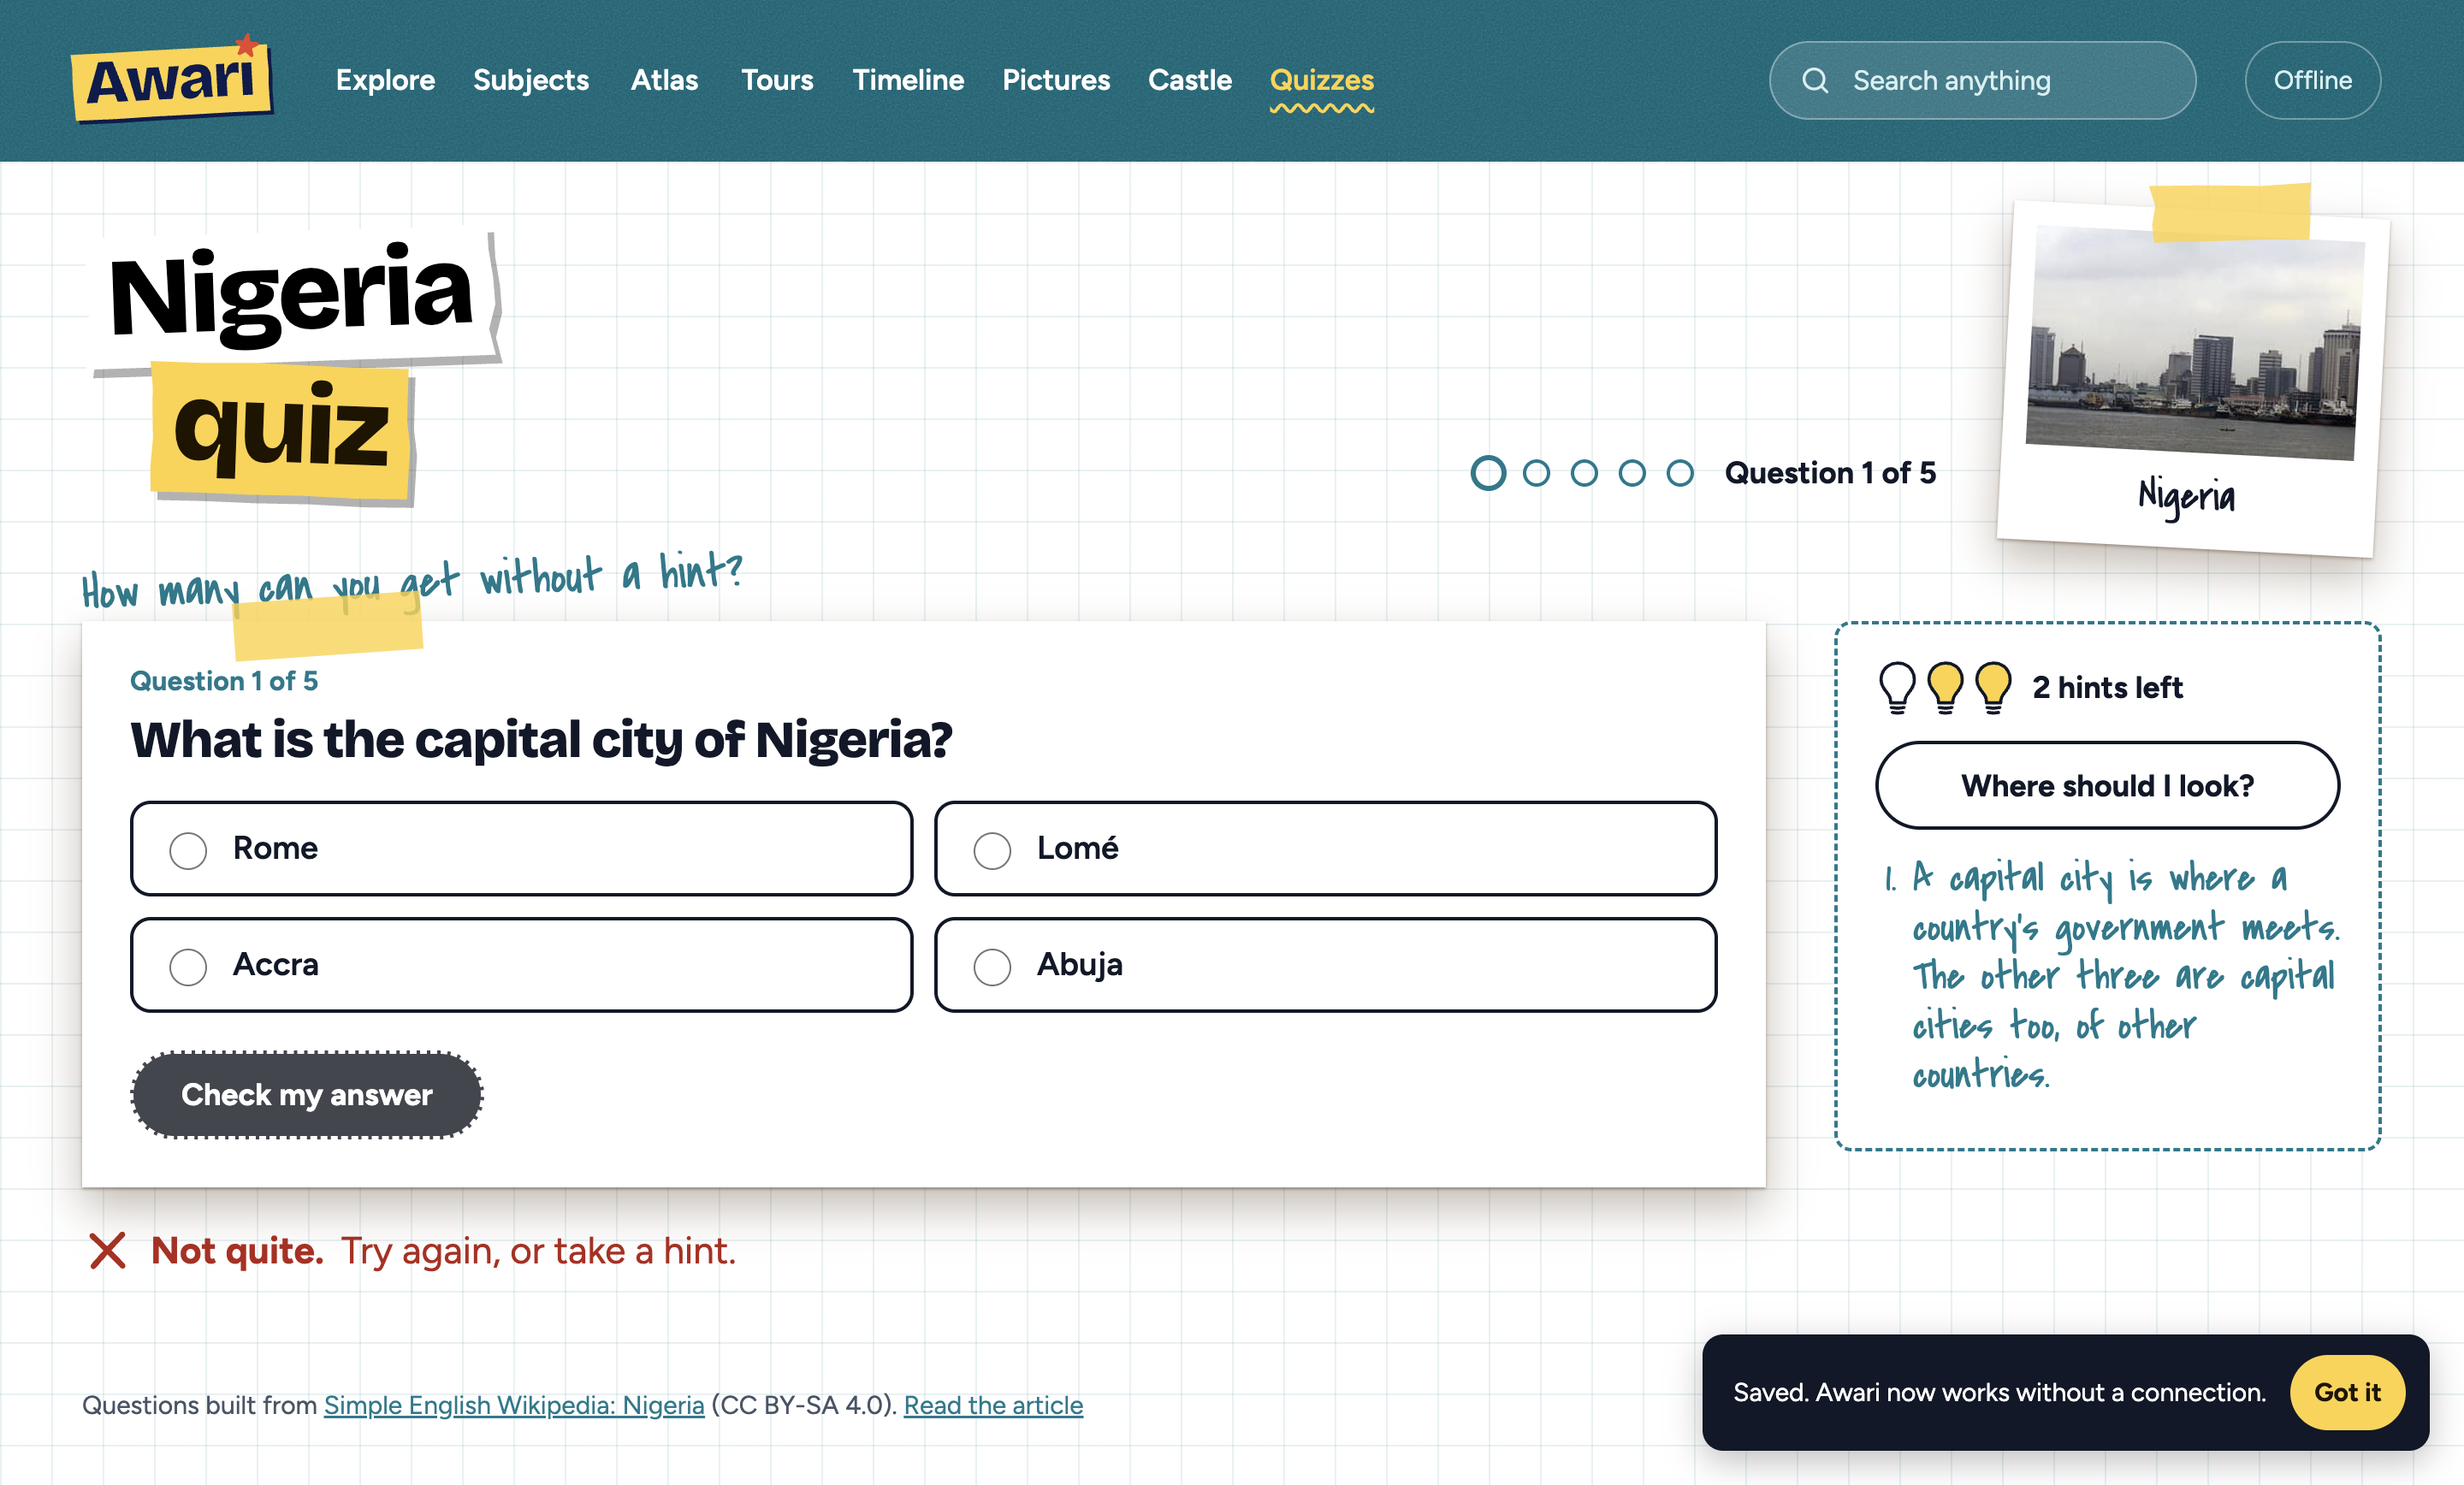 Awari
Explore Subjects Atlas Tours Timeline Pictures Castle Quizzes
Search anything
Offline
Nigeria
quiz
Question 1 of 5
Nigeria
How many can you get without a hint?
Question 1 of 5
What is the capital city of Nigeria?
Rome
Lomé
Accra
Abuja
Check my answer
2 hints left
Where should I look?
1. A capital city is where a
country's government meets.
The other three are capital
cities too, of other
countries.
Not quite. Try again, or take a hint.
Questions built from Simple English Wikipedia: Nigeria (CC BY-SA 4.0). Read the article
Saved. Awari now works without a connection.
Got it